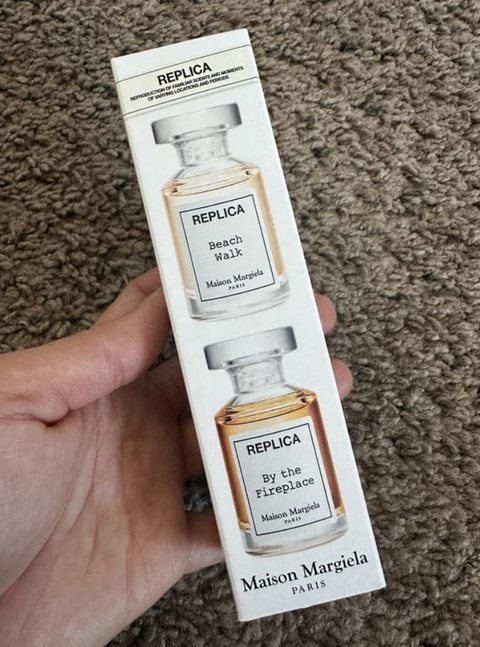 REPLICA
REPRODUCTION OF FAMILIAR SCENTS AND MOMENTS
OF VARYING LOCATIONS AND PERIODS
REPLICA
Beach
Walk
Maison Margiela
PARIS
REPLICA
By the
Fireplace
Maison Margiela
PARIS
Maison Margiela
PARIS